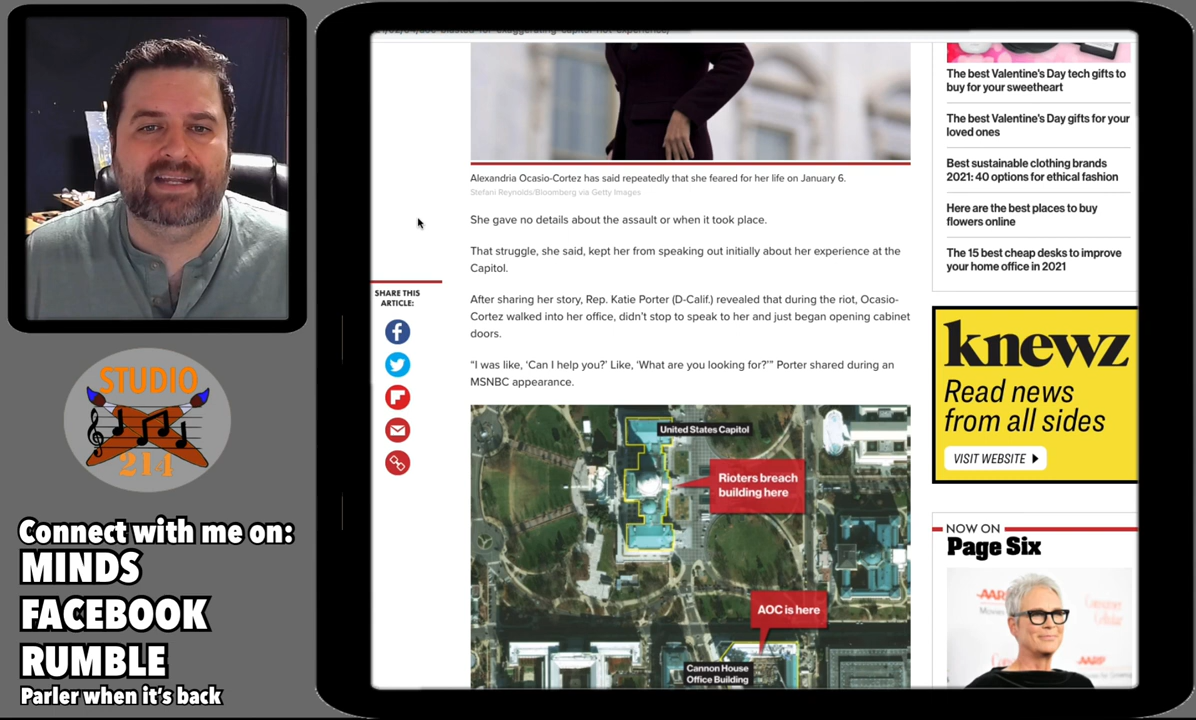 STUDIO
214
Connect with me on:
MINDS
FACEBOOK
RUMBLE
Parler when it's back
Alexandria Ocasio-Cortez has said repeatedly that she feared for her life on January 6.
Stefani Reynolds/Bloomberg via Getty Images
She gave no details about the assault or when it took place.
That struggle, she said, kept her from speaking out initially about her experience at the
Capitol.
SHARE THIS
ARTICLE:
After sharing her story, Rep. Katie Porter (D-Calif.) revealed that during the riot, Ocasio-
Cortez walked into her office, didn't stop to speak to her and just began opening cabinet
doors.
"I was like, 'Can I help you?' Like, 'What are you looking for?'" Porter shared during an
MSNBC appearance.
United States Capitol
Rioters breach
building here
AOC is here
Cannon House
Office Building
The best Valentine's Day tech gifts to
buy for your sweetheart
The best Valentine's Day gifts for your
loved ones
Best sustainable clothing brands
2021: 40 options for ethical fashion
Here are the best places to buy
flowers online
The 15 best cheap desks to improve
your home office in 2021
knewz
Read news
from all sides
VISIT WEBSITE
NOW ON
Page Six
AARP